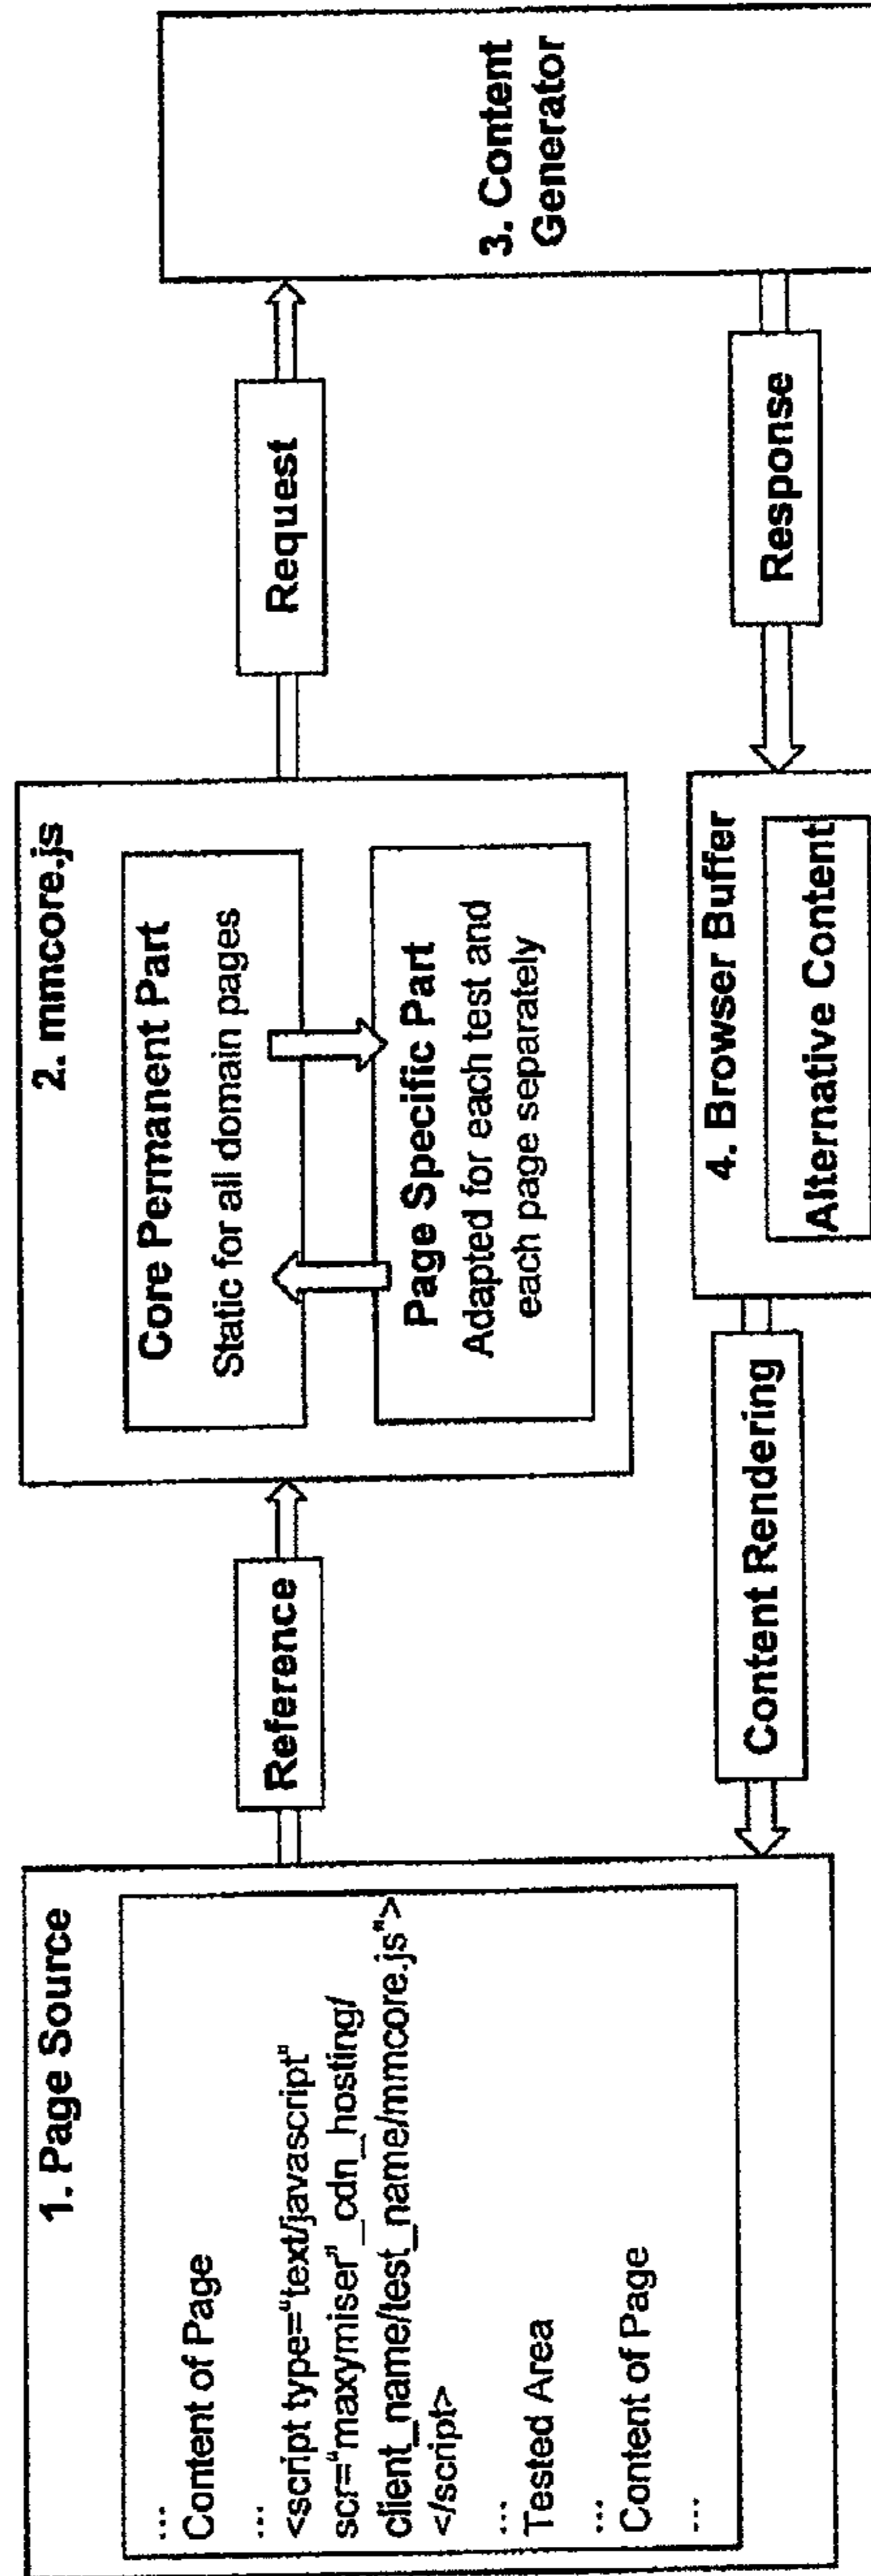 1. Page Source
...
Content of Page
...
<script type="text/javascript"
scr="maxymiser"_cdn_hosting/
client_name/test_name/mmcore.js">
</script>
...
Tested Area
...
Content of Page
...
Reference
2. mmcore.js
Core Permanent Part
Static for all domain pages
Page Specific Part
Adapted for each test and
each page separately
Request
3. Content
Generator
Response
4. Browser Buffer
Alternative Content
Content Rendering